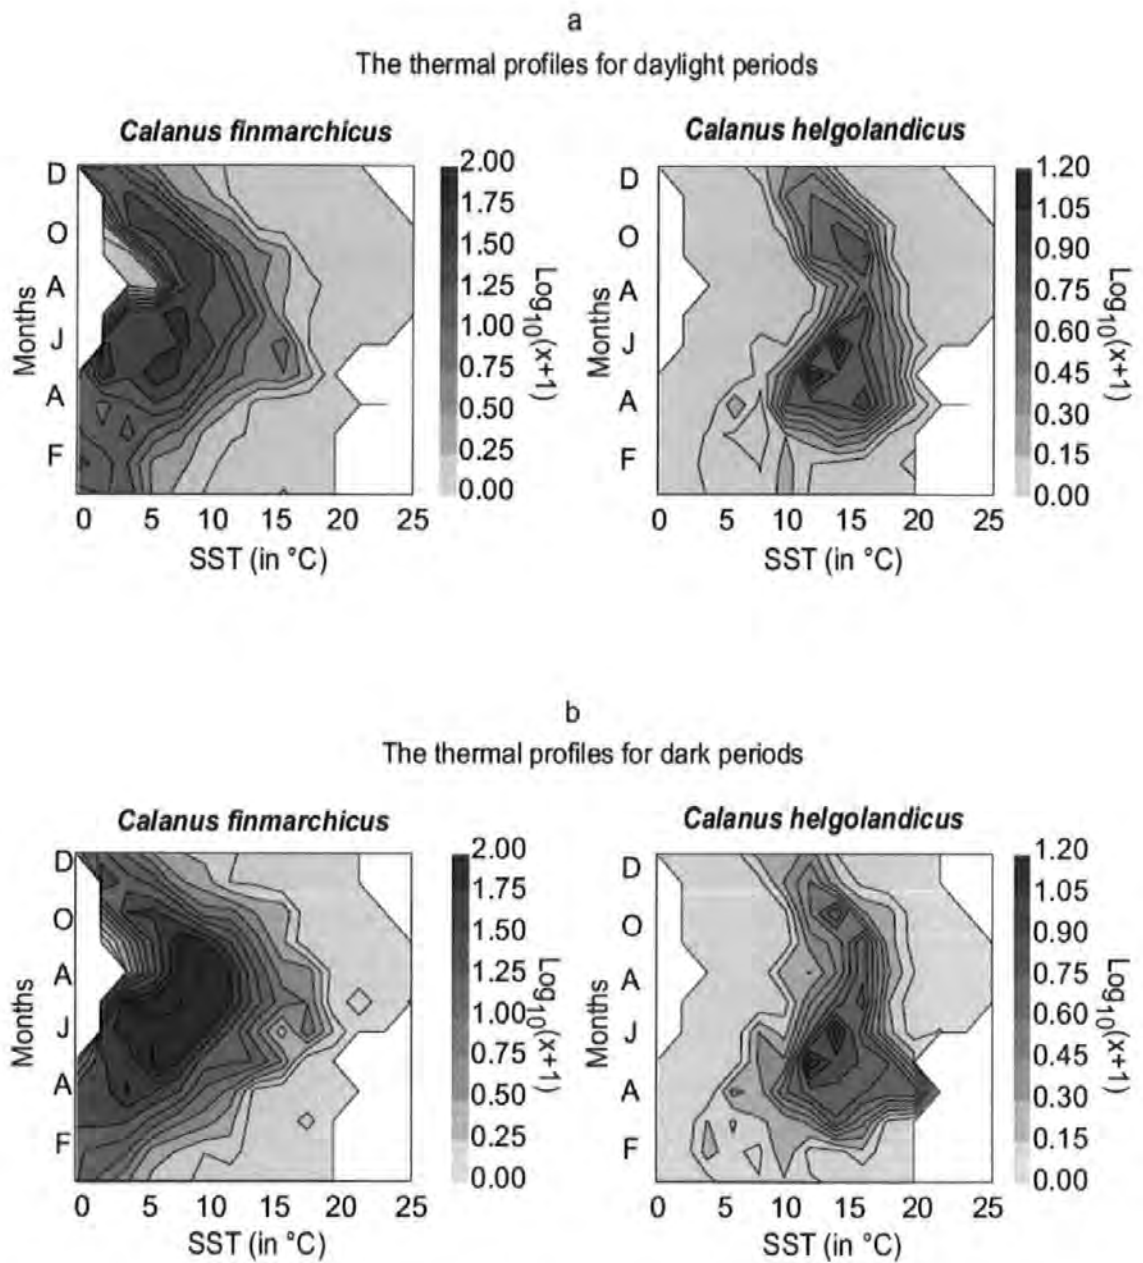 a
The thermal profiles for daylight periods
Calanus finmarchicus
Calanus helgolandicus
D
O
A
J
A
F
Months
0 5 10 15 20 25
SST (in °C)
2.00
1.75
1.50
1.25
1.00
0.75
0.50
0.25
0.00
Log10(x+1)
D
O
A
J
A
F
Months
0 5 10 15 20 25
SST (in °C)
1.20
1.05
0.90
0.75
0.60
0.45
0.30
0.15
0.00
Log10(x+1)
b
The thermal profiles for dark periods
Calanus finmarchicus
Calanus helgolandicus
D
O
A
J
A
F
Months
0 5 10 15 20 25
SST (in °C)
2.00
1.75
1.50
1.25
1.00
0.75
0.50
0.25
0.00
Log10(x+1)
D
O
A
J
A
F
Months
0 5 10 15 20 25
SST (in °C)
1.20
1.05
0.90
0.75
0.60
0.45
0.30
0.15
0.00
Log10(x+1)